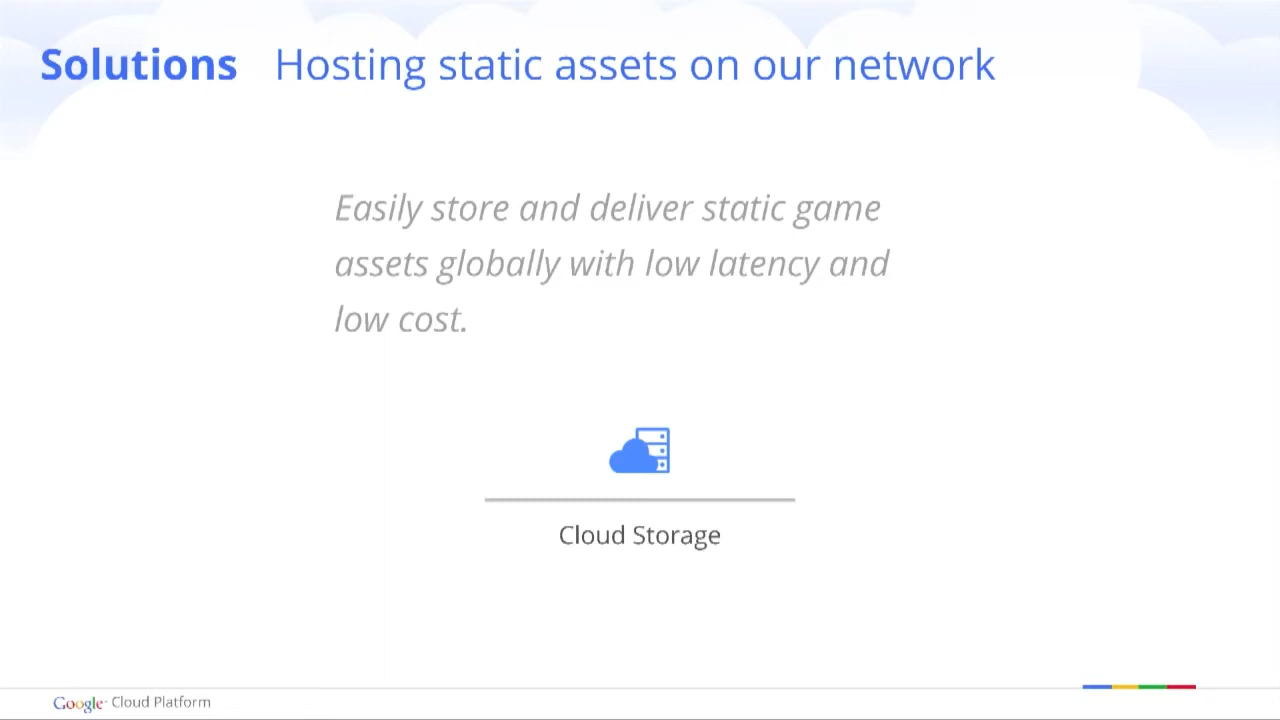 Solutions Hosting static assets on our network
Easily store and deliver static game
assets globally with low latency and
low cost.
Cloud Storage
Google Cloud Platform